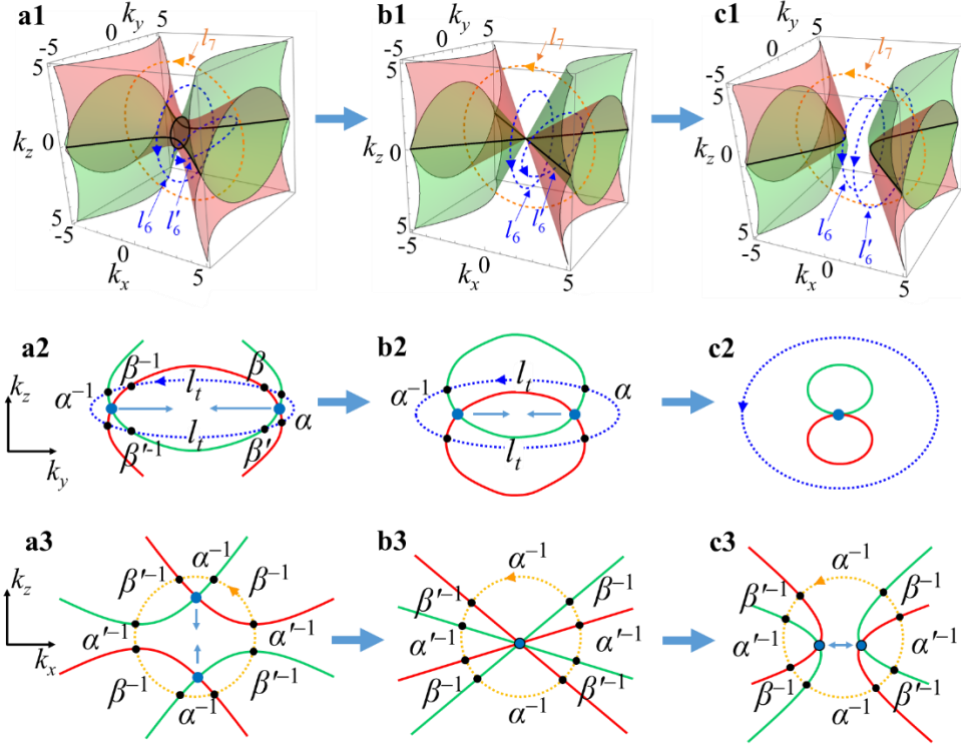 a1
b1
c1
k_y 5
0
-5
5
l_7
k_z 0
l_6 l'_6
5
-5
0
k_x 5
k_y 5
0
-5
5
l_7
k_z 0
l_6 l'_6
5
-5
0
k_x 5
k_y 5
0
-5
5
l_7
k_z 0
l_6 l'_6
5
-5
0
k_x 5
a2
b2
c2
k_z
k_y
β⁻¹ β
α⁻¹ l_t α
l_t
β'⁻¹ β'
α⁻¹ l_t α
l_t
a3
b3
c3
k_z
k_x
α⁻¹
β'⁻¹ β⁻¹
α'⁻¹ α'⁻¹
β⁻¹ β'⁻¹
α⁻¹
α⁻¹
β'⁻¹ β⁻¹
α'⁻¹ α'⁻¹
β⁻¹ β'⁻¹
α⁻¹
α⁻¹
β'⁻¹ β⁻¹
α'⁻¹ α'⁻¹
β⁻¹ β'⁻¹
α⁻¹